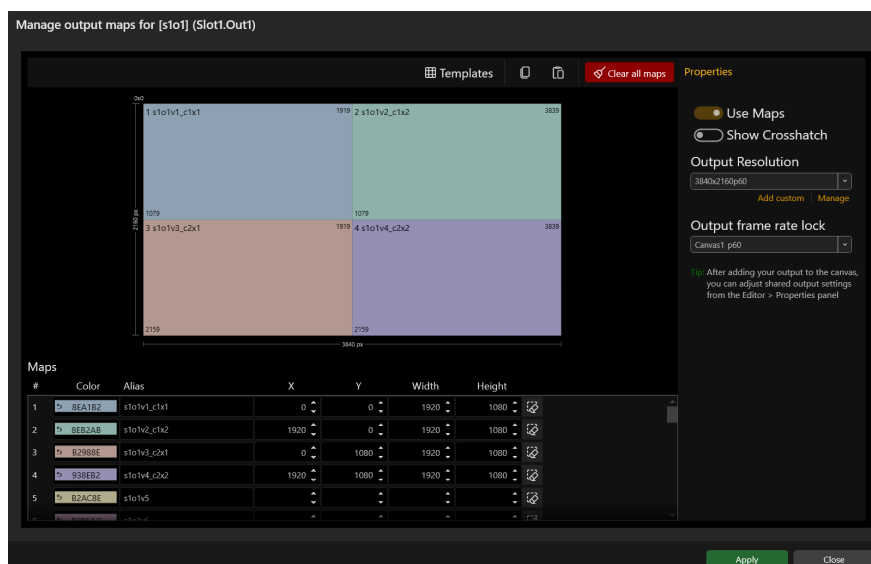 Manage output maps for [s1o1] (Slot1.Out1)
Templates
Clear all maps
Properties
0x0
1 s1o1v1_c1x1
1919
2 s1o1v2_c1x2
3839
1079
1079
3 s1o1v3_c2x1
1919
4 s1o1v4_c2x2
3839
2159
2159
2160 px
3840 px
Use Maps
Show Crosshatch
Output Resolution
3840x2160p60
Add custom | Manage
Output frame rate lock
Canvas1 p60
Tip: After adding your output to the canvas,
you can adjust shared output settings
from the Editor > Properties panel
Maps
# Color Alias X Y Width Height
1 8EA1B2 s1o1v1_c1x1 0 0 1920 1080
2 8EB2AB s1o1v2_c1x2 1920 0 1920 1080
3 B2988E s1o1v3_c2x1 0 1080 1920 1080
4 938EB2 s1o1v4_c2x2 1920 1080 1920 1080
5 B2AC8E s1o1v5
Apply
Close